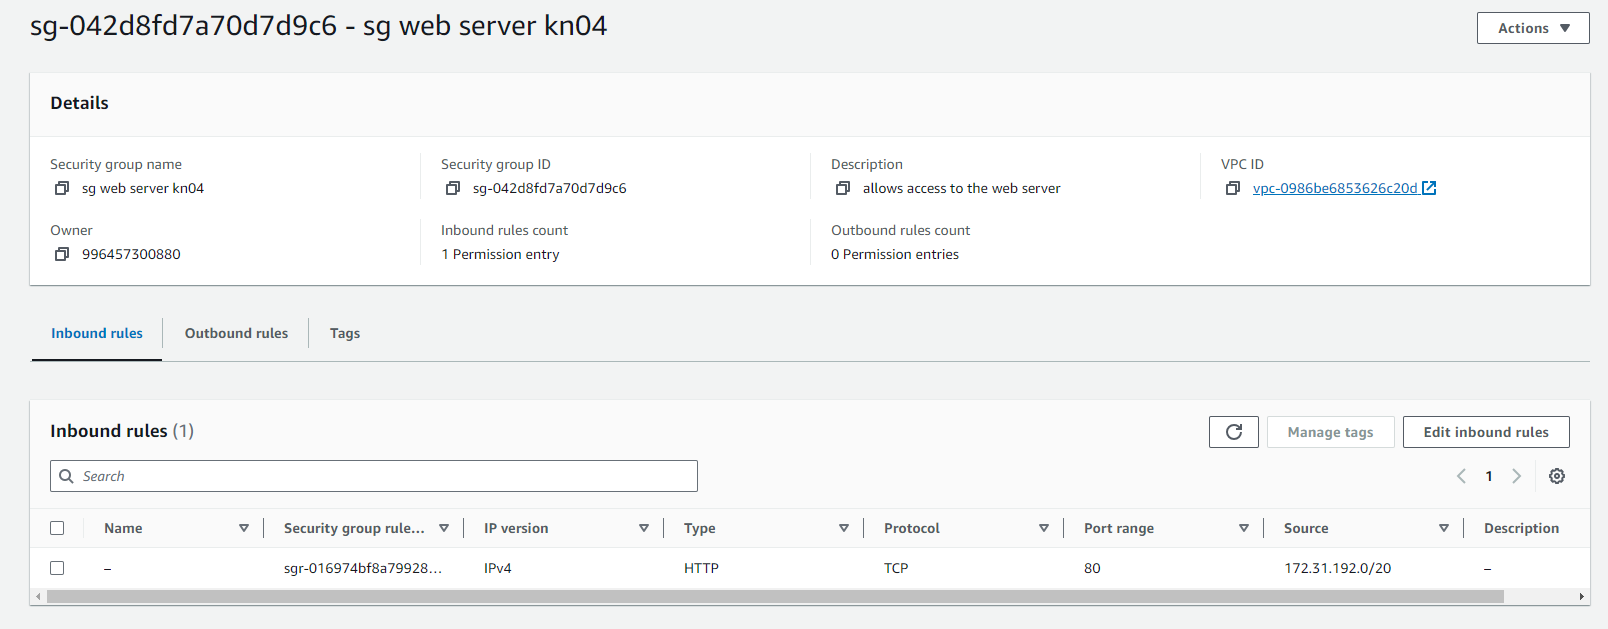 sg-042d8fd7a70d7d9c6 - sg web server kn04
Actions
Details
Security group name
sg web server kn04
Security group ID
sg-042d8fd7a70d7d9c6
Description
allows access to the web server
VPC ID
vpc-0986be6853626c20d
Owner
996457300880
Inbound rules count
1 Permission entry
Outbound rules count
0 Permission entries
Inbound rules
Outbound rules
Tags
Inbound rules (1)
Manage tags
Edit inbound rules
Search
1
Name Security group rule... IP version Type Protocol Port range Source Description
– sgr-016974bf8a79928... IPv4 HTTP TCP 80 172.31.192.0/20 –